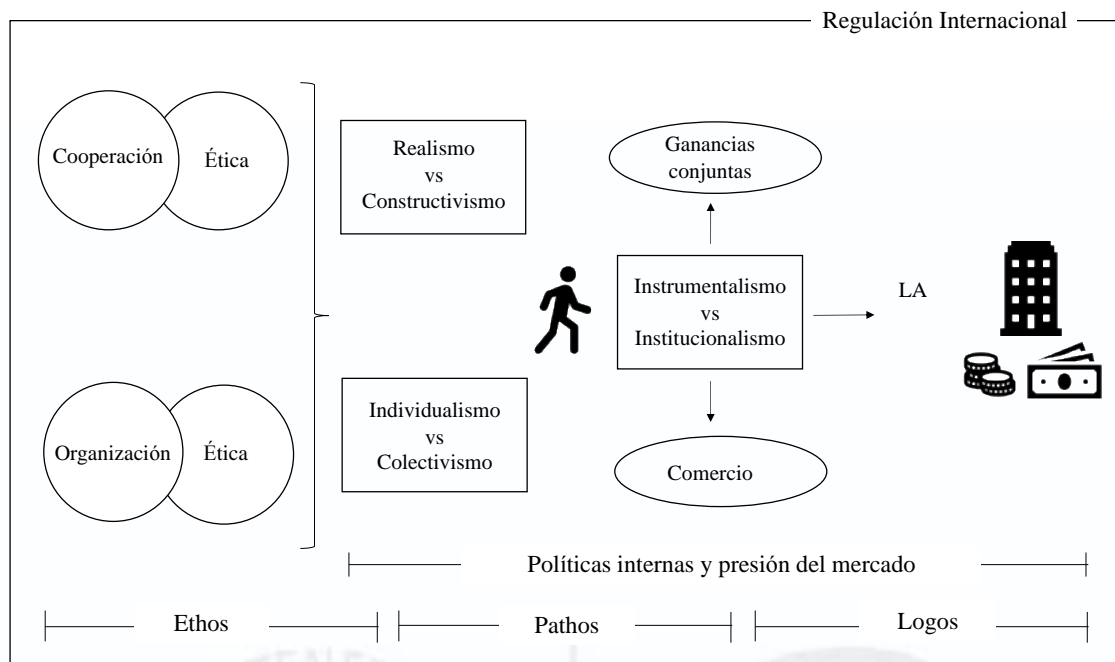 Regulación Internacional
Cooperación
Ética
Realismo
vs
Constructivismo
Ganancias
conjuntas
Instrumentalismo
vs
Institucionalismo
LA
Organización
Ética
Individualismo
vs
Colectivismo
Comercio
Políticas internas y presión del mercado
Ethos
Pathos
Logos